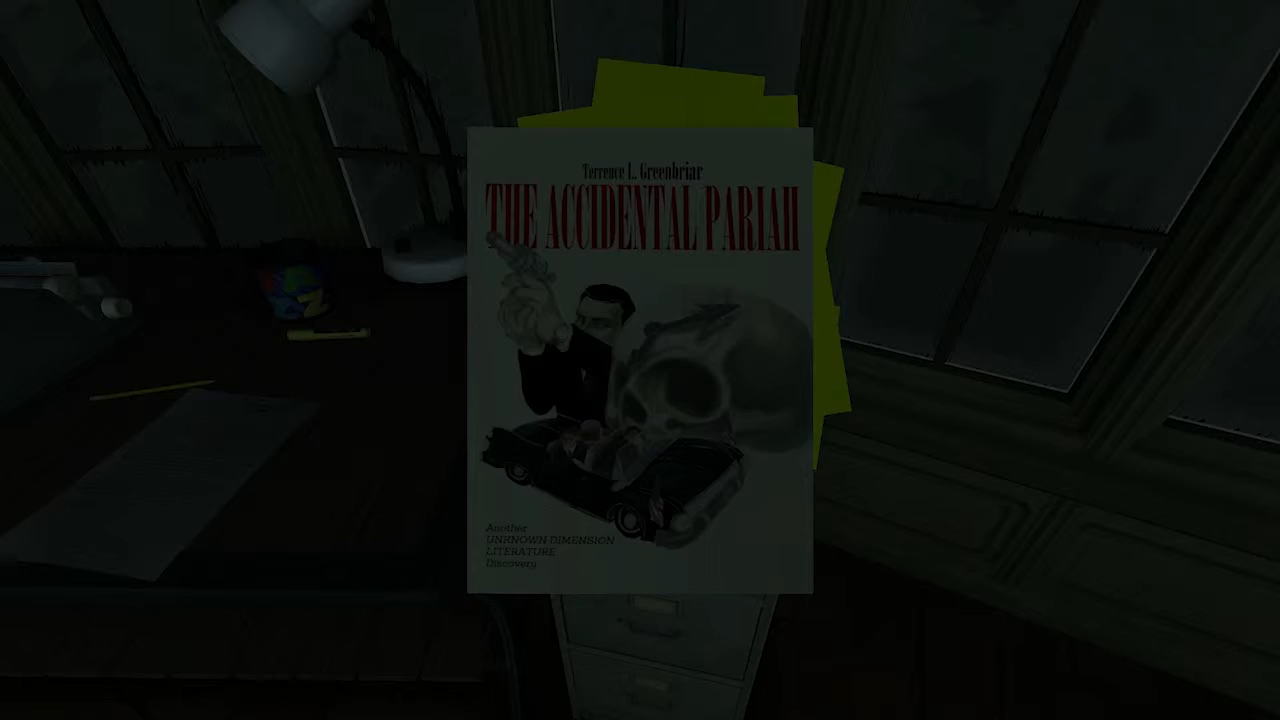 Terrence L. Greenbriar
THE ACCIDENTAL PARIAH
Another
UNKNOWN DIMENSION
LITERATURE
Discovery